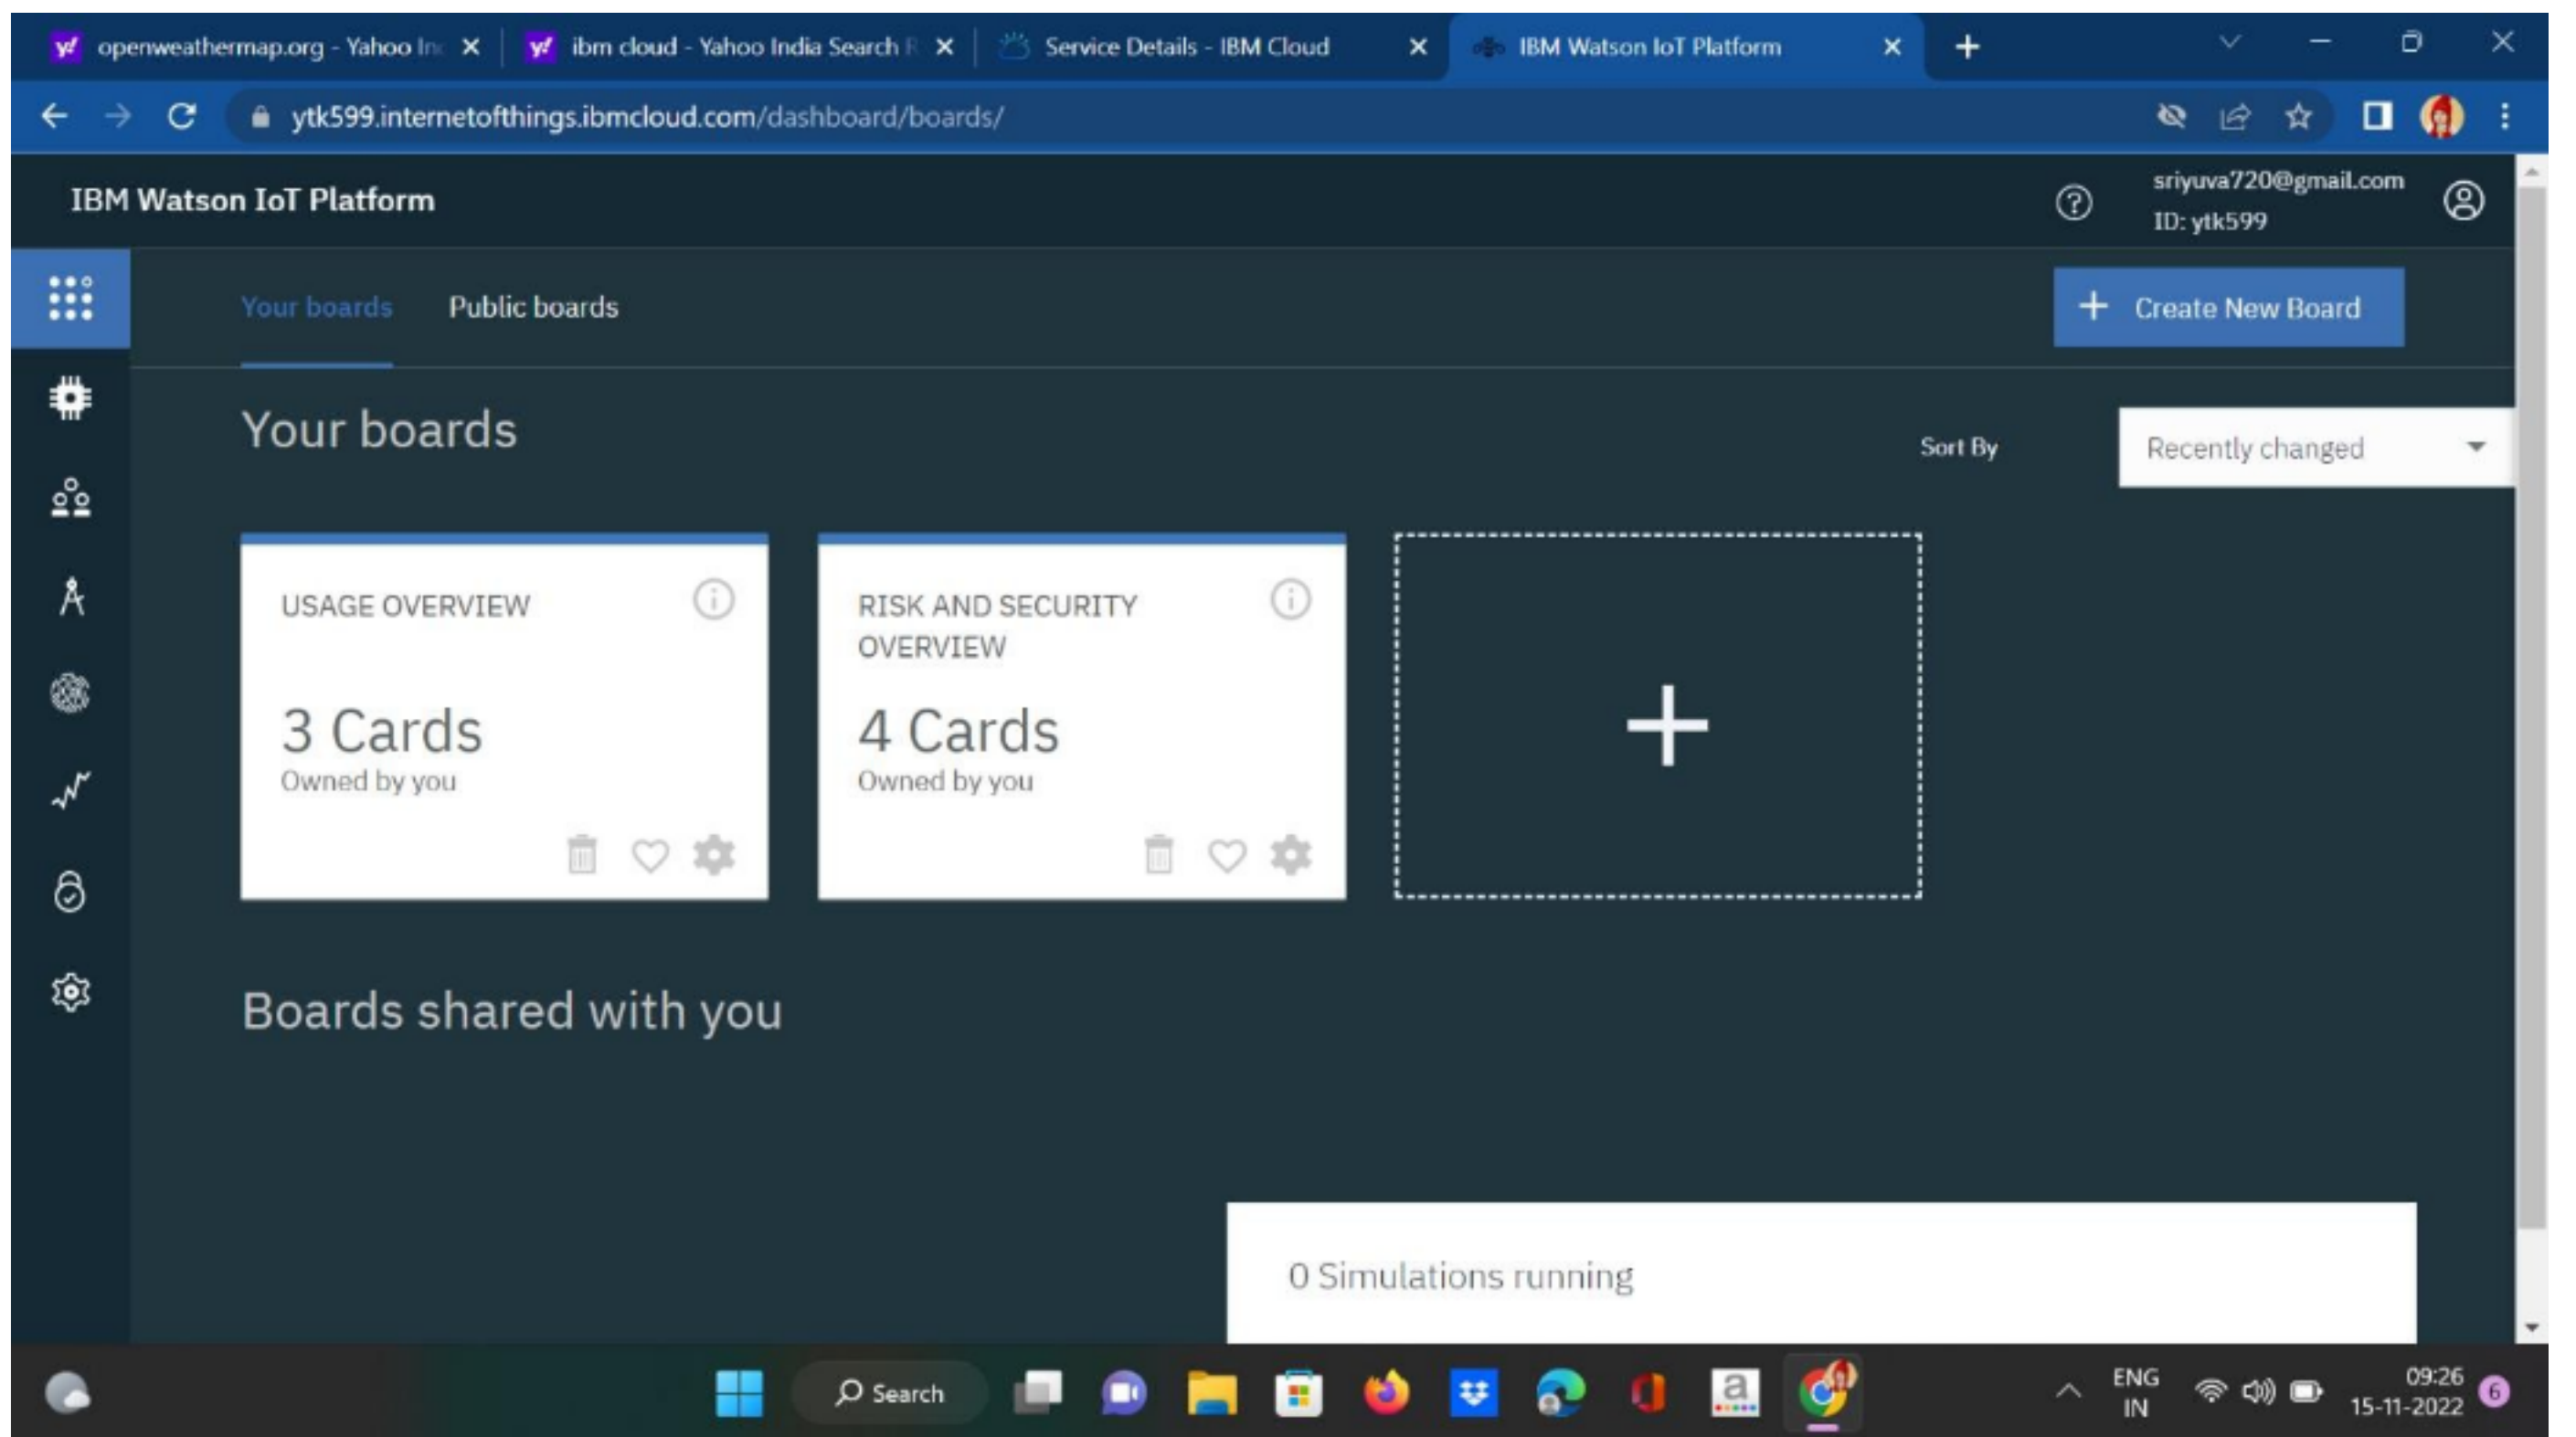 openweathermap.org - Yahoo In
ibm cloud - Yahoo India Search R
Service Details - IBM Cloud
IBM Watson IoT Platform
ytk599.internetofthings.ibmcloud.com/dashboard/boards/
IBM Watson IoT Platform
sriyuva720@gmail.com
ID: ytk599
Your boards
Public boards
Create New Board
Your boards
Sort By
Recently changed
USAGE OVERVIEW
3 Cards
Owned by you
RISK AND SECURITY
OVERVIEW
4 Cards
Owned by you
Boards shared with you
0 Simulations running
Search
ENG
IN
09:26
15-11-2022
6